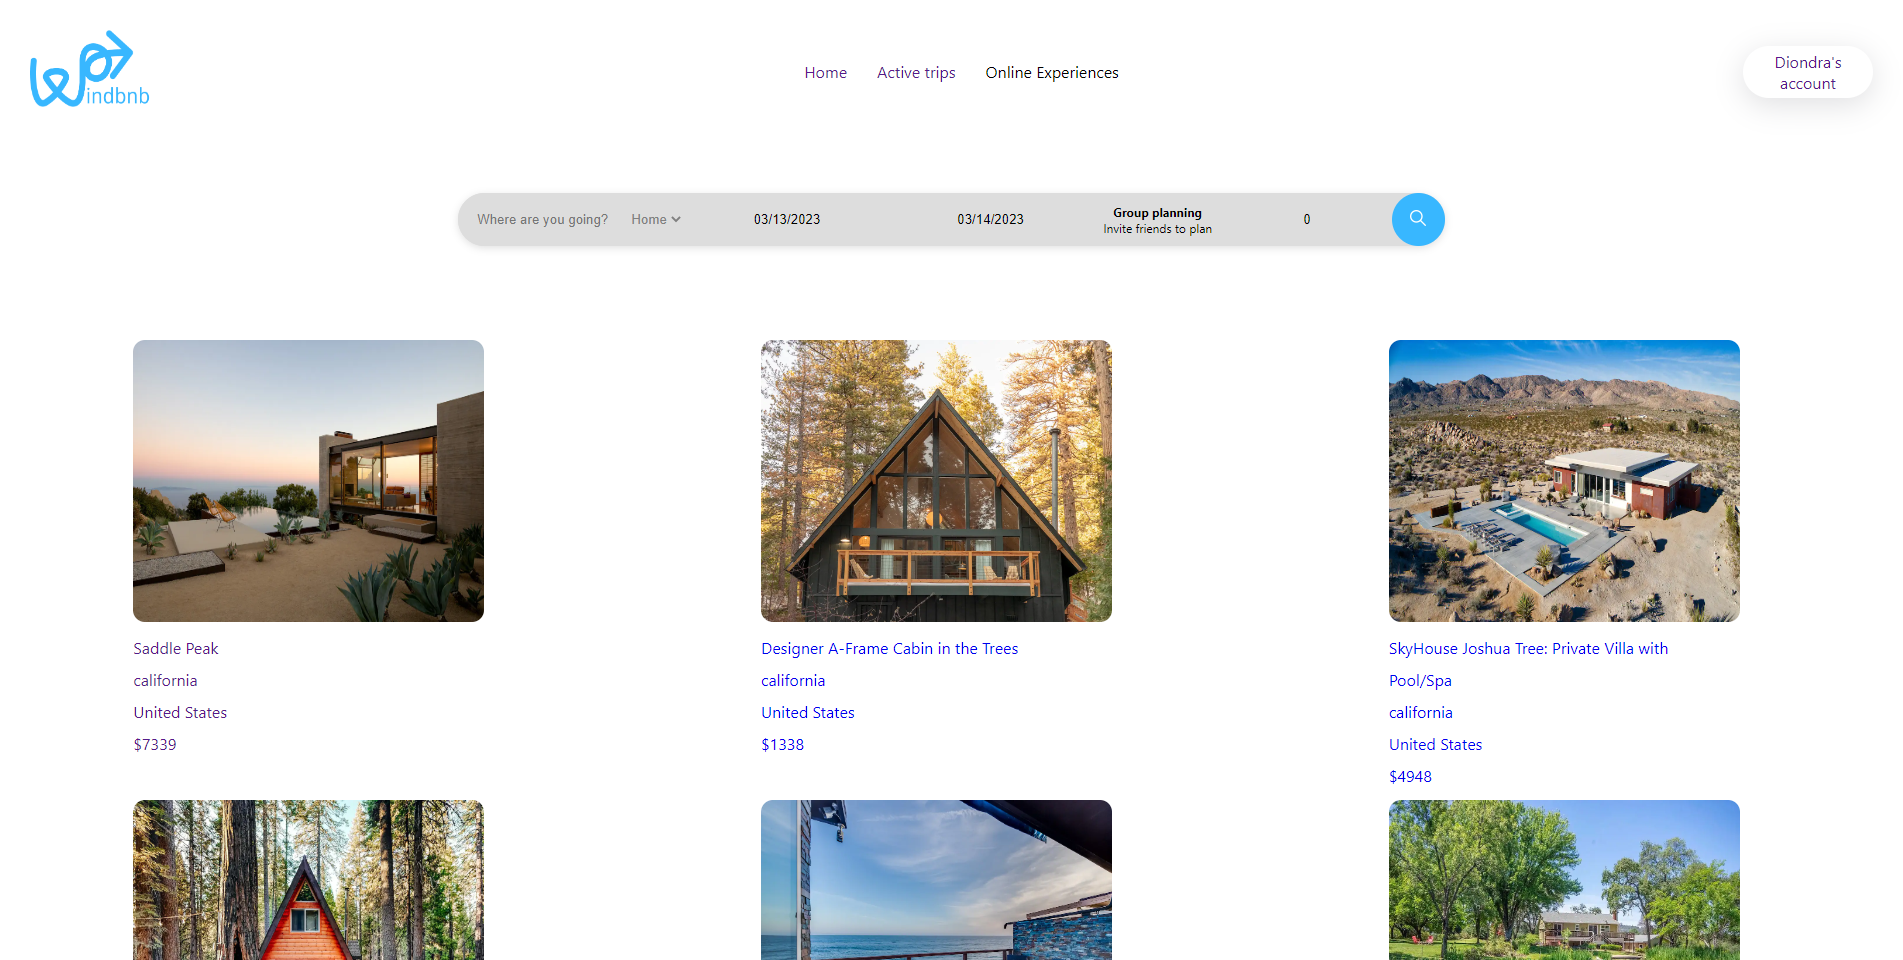 Windbnb
Home Active trips Online Experiences
Diondra's
account
Where are you going? Home 03/13/2023 03/14/2023 Group planning 0
Invite friends to plan
Saddle Peak
california
United States
$7339
Designer A-Frame Cabin in the Trees
california
United States
$1338
SkyHouse Joshua Tree: Private Villa with
Pool/Spa
california
United States
$4948